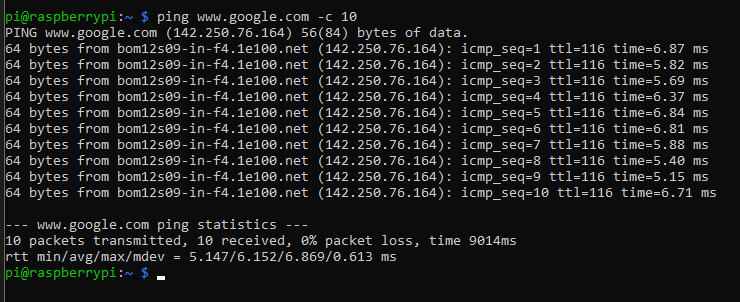 pi@raspberrypi:~ $ ping www.google.com -c 10
PING www.google.com (142.250.76.164) 56(84) bytes of data.
64 bytes from bom12s09-in-f4.1e100.net (142.250.76.164): icmp_seq=1 ttl=116 time=6.87 ms
64 bytes from bom12s09-in-f4.1e100.net (142.250.76.164): icmp_seq=2 ttl=116 time=5.82 ms
64 bytes from bom12s09-in-f4.1e100.net (142.250.76.164): icmp_seq=3 ttl=116 time=5.69 ms
64 bytes from bom12s09-in-f4.1e100.net (142.250.76.164): icmp_seq=4 ttl=116 time=6.37 ms
64 bytes from bom12s09-in-f4.1e100.net (142.250.76.164): icmp_seq=5 ttl=116 time=6.84 ms
64 bytes from bom12s09-in-f4.1e100.net (142.250.76.164): icmp_seq=6 ttl=116 time=6.81 ms
64 bytes from bom12s09-in-f4.1e100.net (142.250.76.164): icmp_seq=7 ttl=116 time=5.88 ms
64 bytes from bom12s09-in-f4.1e100.net (142.250.76.164): icmp_seq=8 ttl=116 time=5.40 ms
64 bytes from bom12s09-in-f4.1e100.net (142.250.76.164): icmp_seq=9 ttl=116 time=5.15 ms
64 bytes from bom12s09-in-f4.1e100.net (142.250.76.164): icmp_seq=10 ttl=116 time=6.71 ms
--- www.google.com ping statistics ---
10 packets transmitted, 10 received, 0% packet loss, time 9014ms
rtt min/avg/max/mdev = 5.147/6.152/6.869/0.613 ms
pi@raspberrypi:~ $